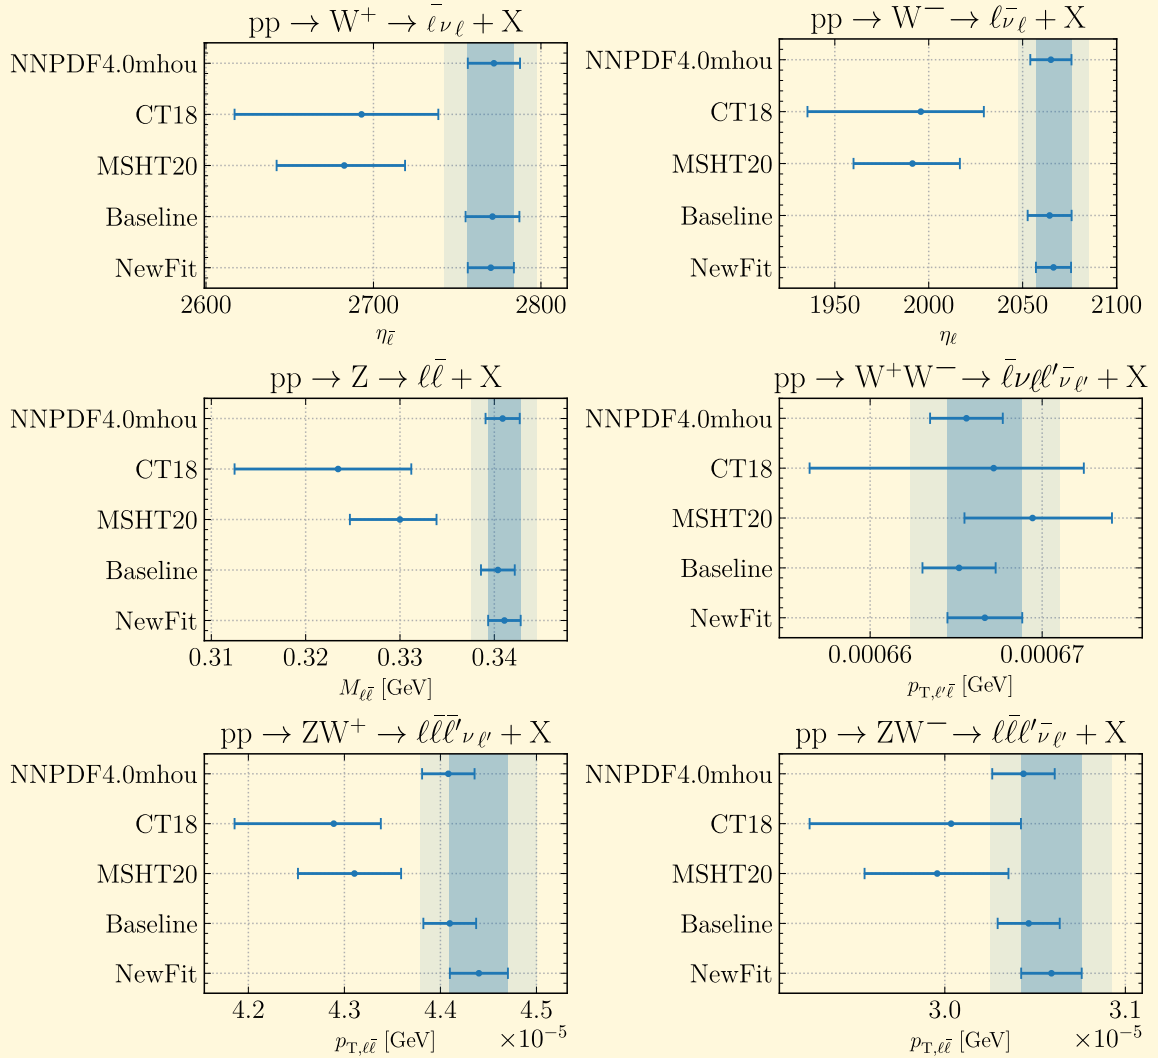 pp → W⁺ → ℓ̄ν_ℓ + X
NNPDF4.0mhou
CT18
MSHT20
Baseline
NewFit
2600 2700 2800
η_ℓ̄
pp → W⁻ → ℓν̄_ℓ + X
NNPDF4.0mhou
CT18
MSHT20
Baseline
NewFit
1950 2000 2050 2100
η_ℓ
pp → Z → ℓℓ̄ + X
NNPDF4.0mhou
CT18
MSHT20
Baseline
NewFit
0.31 0.32 0.33 0.34
M_ℓℓ̄ [GeV]
pp → W⁺W⁻ → ℓ̄ν_ℓℓ′ν̄_ℓ′ + X
NNPDF4.0mhou
CT18
MSHT20
Baseline
NewFit
0.00066 0.00067
p_T,ℓ′ℓ̄ [GeV]
pp → ZW⁺ → ℓℓ̄ℓ̄′ν_ℓ′ + X
NNPDF4.0mhou
CT18
MSHT20
Baseline
NewFit
4.2 4.3 4.4 4.5
×10⁻⁵
p_T,ℓℓ̄ [GeV]
pp → ZW⁻ → ℓℓ̄ℓ′ν̄_ℓ′ + X
NNPDF4.0mhou
CT18
MSHT20
Baseline
NewFit
3.0 3.1
×10⁻⁵
p_T,ℓℓ̄ [GeV]